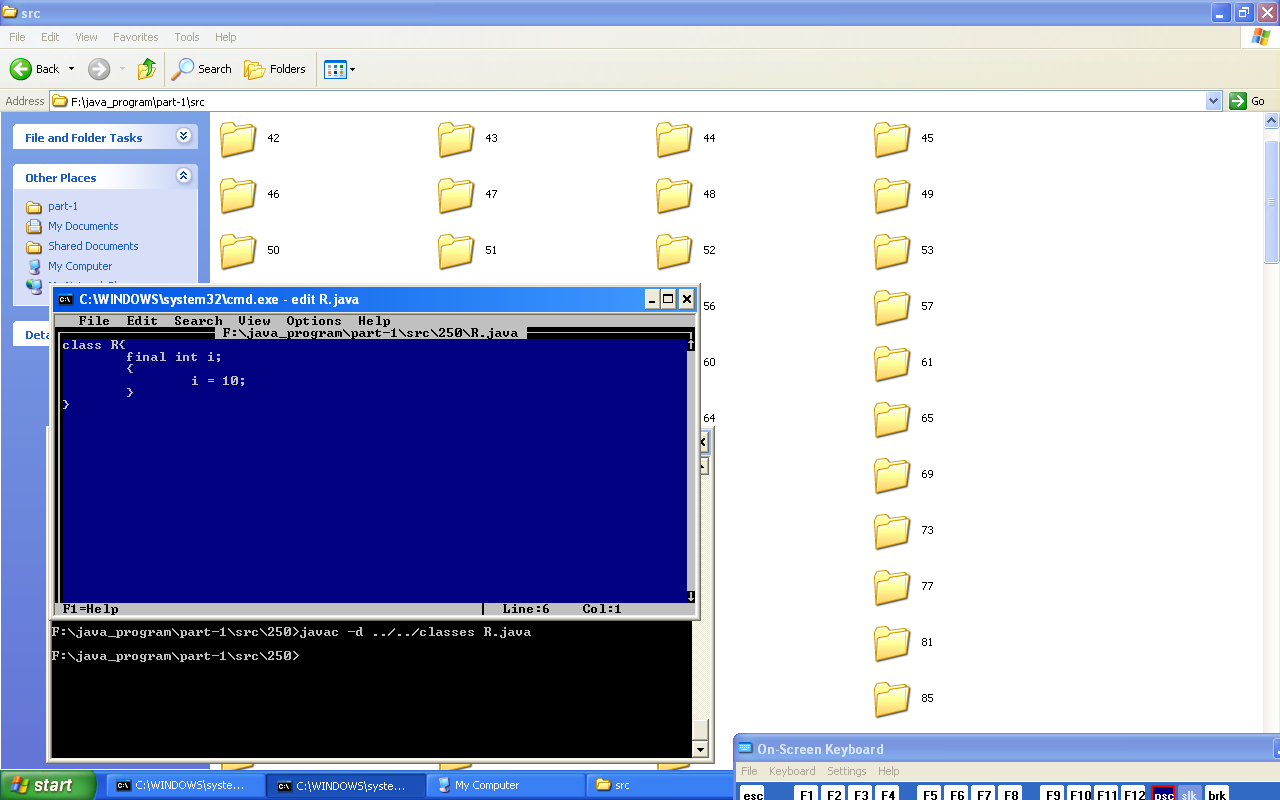 src
File Edit View Favorites Tools Help
Back Search Folders
Address F:\java_program\part-1\src Go
File and Folder Tasks
Other Places
part-1
My Documents
Shared Documents
My Computer
42 43 44 45
46 47 48 49
50 51 52 53
56 57
60 61
64 65
69
73
77
81
85
C:\WINDOWS\system32\cmd.exe - edit R.java
File Edit Search View Options Help
F:\java_program\part-1\src\250\R.java
class R{
final int i;
{
i = 10;
}
}
F1=Help Line:6 Col:1
F:\java_program\part-1\src\250>javac -d ../../classes R.java
F:\java_program\part-1\src\250>
On-Screen Keyboard
File Keyboard Settings Help
esc F1 F2 F3 F4 F5 F6 F7 F8 F9 F10 F11 F12 psc slk brk
start C:\WINDOWS\syste... C:\WINDOWS\syste... My Computer src